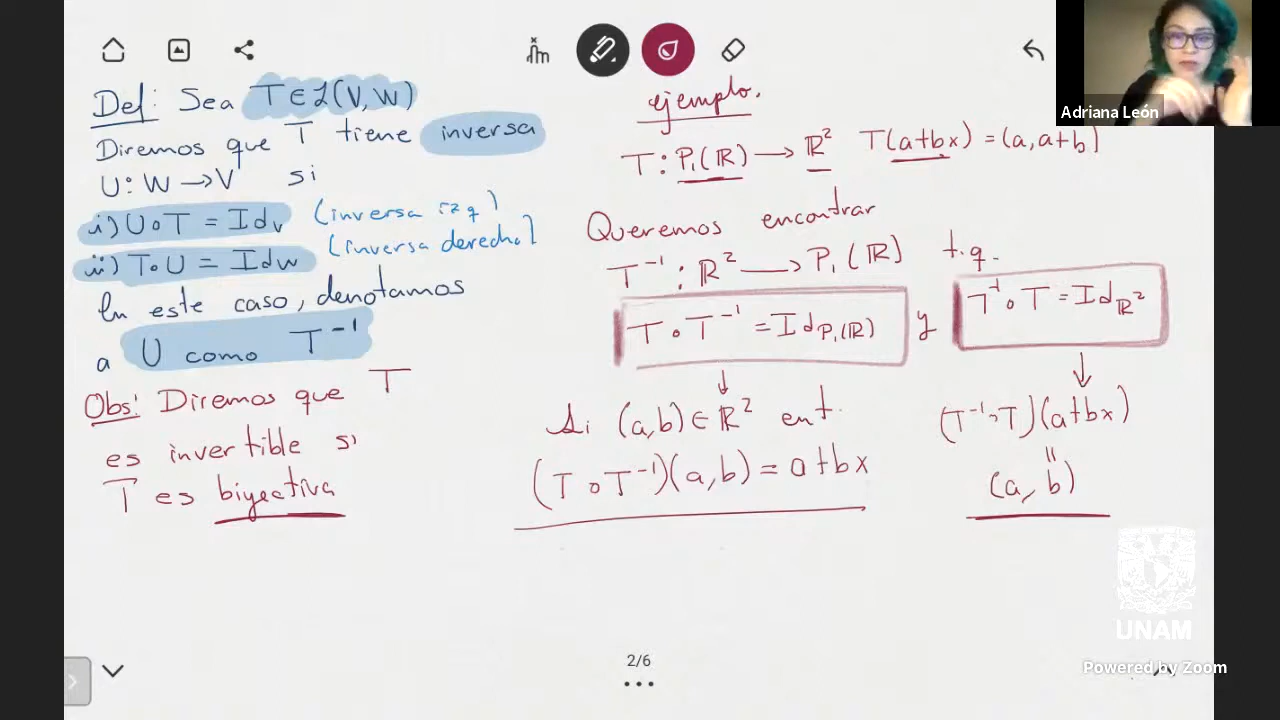 Def: Sea T∈ℒ(V,W)
Diremos que T tiene inversa
U: W→V si
i) U∘T = Idv (inversa izq)
ii) T∘U = Idw (inversa derecha)
En este caso, denotamos
a U como T⁻¹
Obs: Diremos que T
es invertible si
T es biyectiva
ejemplo.
T: P₁(ℝ) → ℝ² T(a+bx) = (a, a+b)
Queremos encontrar
T⁻¹: ℝ² → P₁(ℝ) t.q.
T∘T⁻¹ = Id_P₁(ℝ) y T⁻¹∘T = Id_ℝ²
↓ ↓
Si (a,b)∈ℝ² ent.
(T∘T⁻¹)(a,b) = a+bx
(T⁻¹∘T)(a+bx)
=
(a, b)
Adriana León
UNAM
Powered by Zoom
2/6